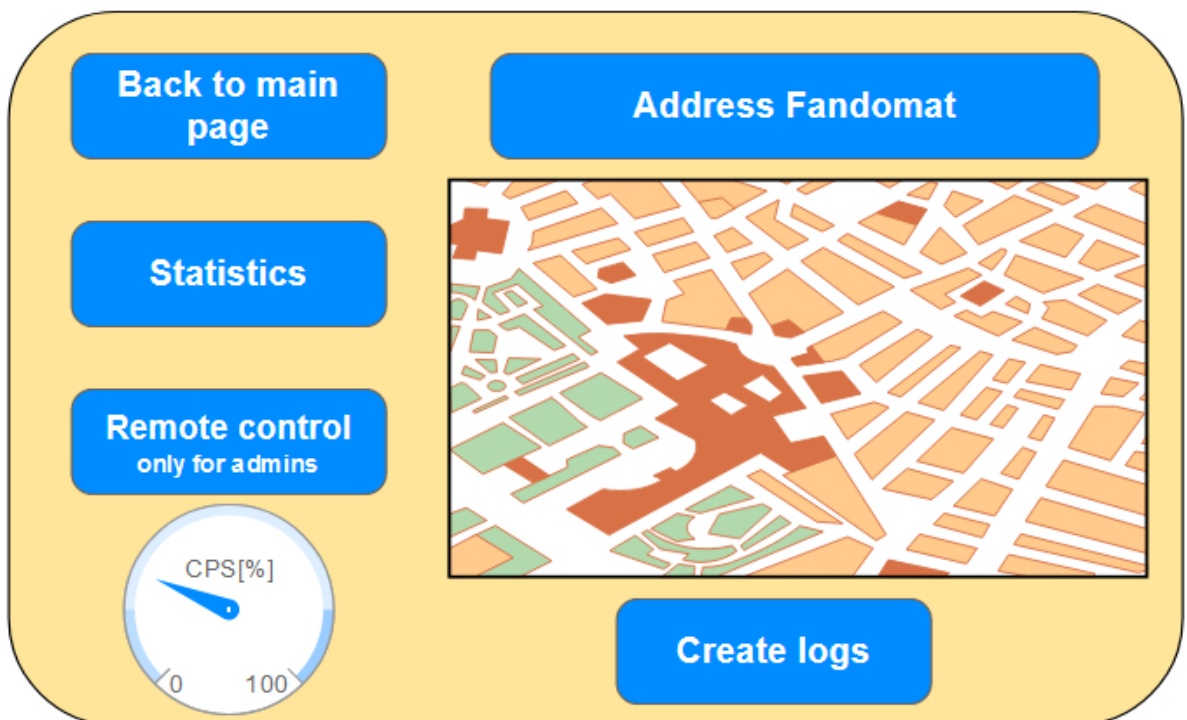 Back to main
page
Address Fandomat
Statistics
Remote control
only for admins
CPS[%]
0 100
Create logs